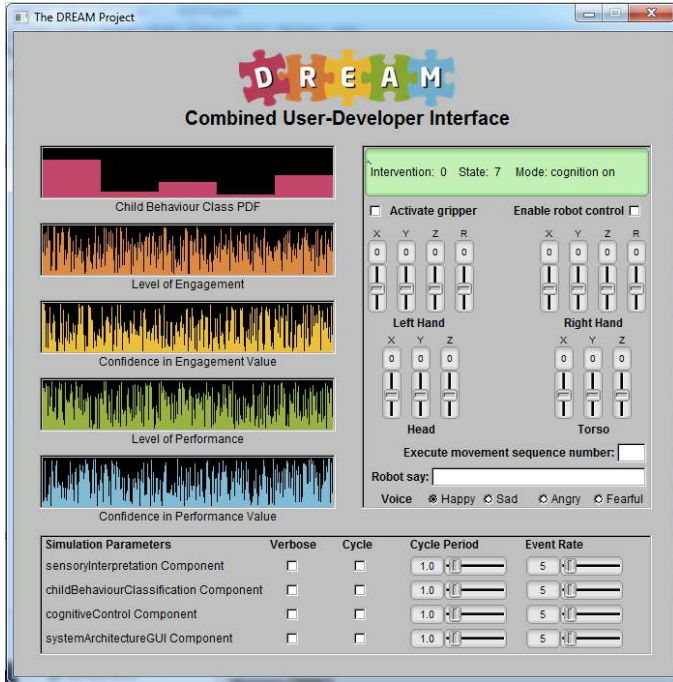 The DREAM Project
DREAM
Combined User-Developer Interface
Child Behaviour Class PDF
Level of Engagement
Confidence in Engagement Value
Level of Performance
Confidence in Performance Value
Intervention: 0 State: 7 Mode: cognition on
Activate gripper Enable robot control
X Y Z R X Y Z R
0 0 0 0 0 0 0 0
Left Hand Right Hand
X Y Z X Y Z
0 0 0 0 0 0
Head Torso
Execute movement sequence number:
Robot say:
Voice Happy Sad Angry Fearful
Simulation Parameters Verbose Cycle Cycle Period Event Rate
sensoryInterpretation Component 1.0 5
childBehaviourClassification Component 1.0 5
cognitiveControl Component 1.0 5
systemArchitectureGUI Component 1.0 5